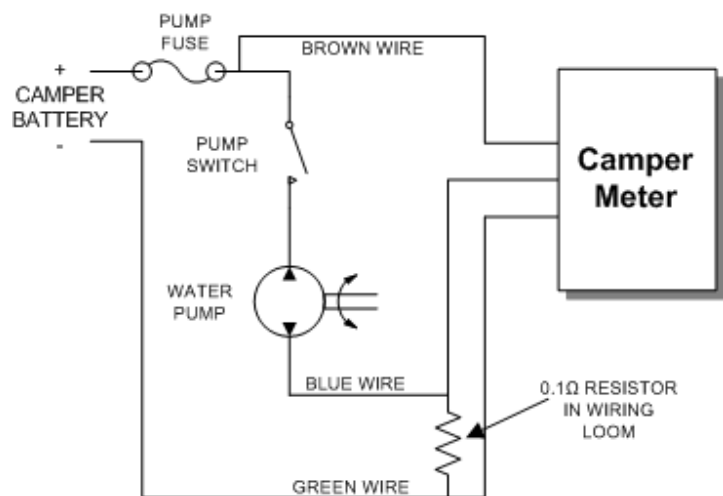 PUMP
FUSE
BROWN WIRE
+
CAMPER
BATTERY
-
PUMP
SWITCH
Camper
Meter
WATER
PUMP
BLUE WIRE
0.1Ω RESISTOR
IN WIRING
LOOM
GREEN WIRE